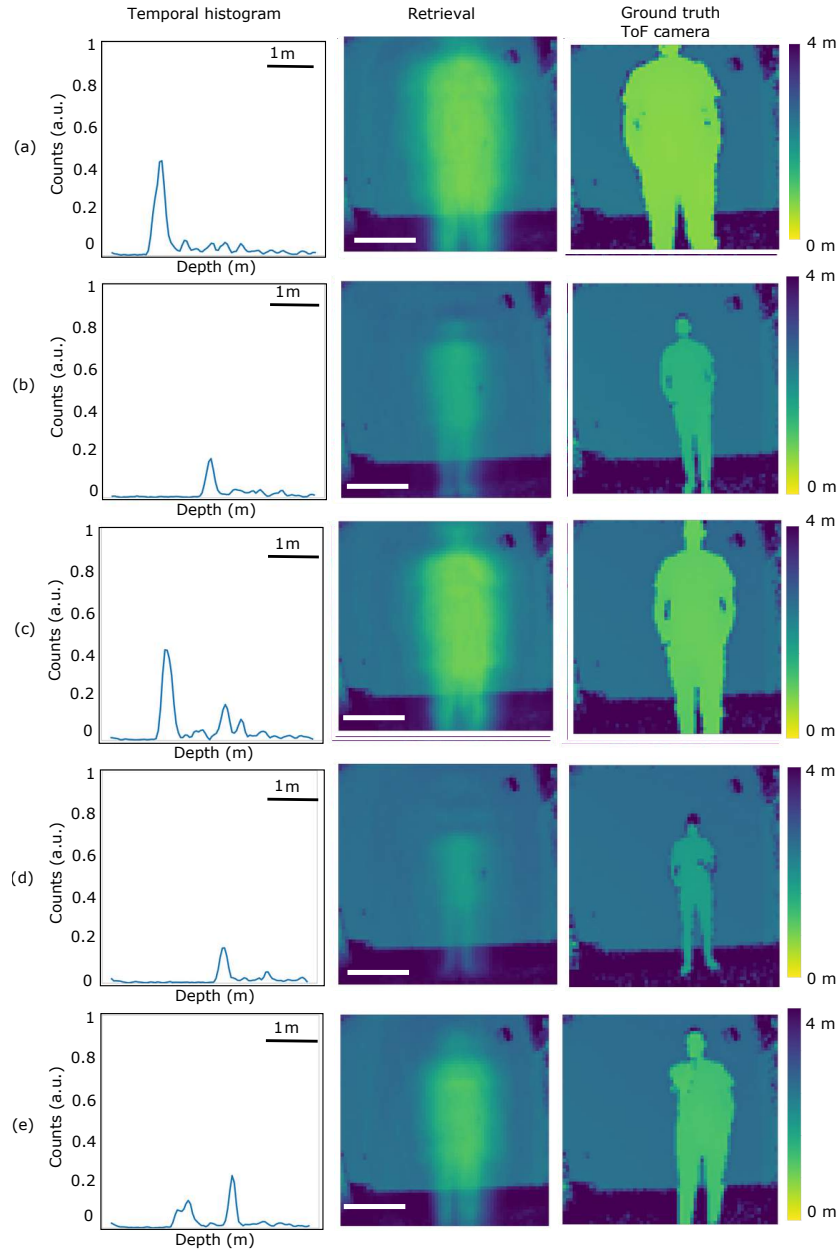 Temporal histogram
Retrieval
Ground truth
ToF camera
(a)
Counts (a.u.)
1
0.8
0.6
0.4
0.2
0
1m
Depth (m)
4 m
0 m
(b)
Counts (a.u.)
1
0.8
0.6
0.4
0.2
0
1m
Depth (m)
4 m
0 m
(c)
Counts (a.u.)
1
0.8
0.6
0.4
0.2
0
1m
Depth (m)
4 m
0 m
(d)
Counts (a.u.)
1
0.8
0.6
0.4
0.2
0
1m
Depth (m)
4 m
0 m
(e)
Counts (a.u.)
1
0.8
0.6
0.4
0.2
0
1m
Depth (m)
4 m
0 m